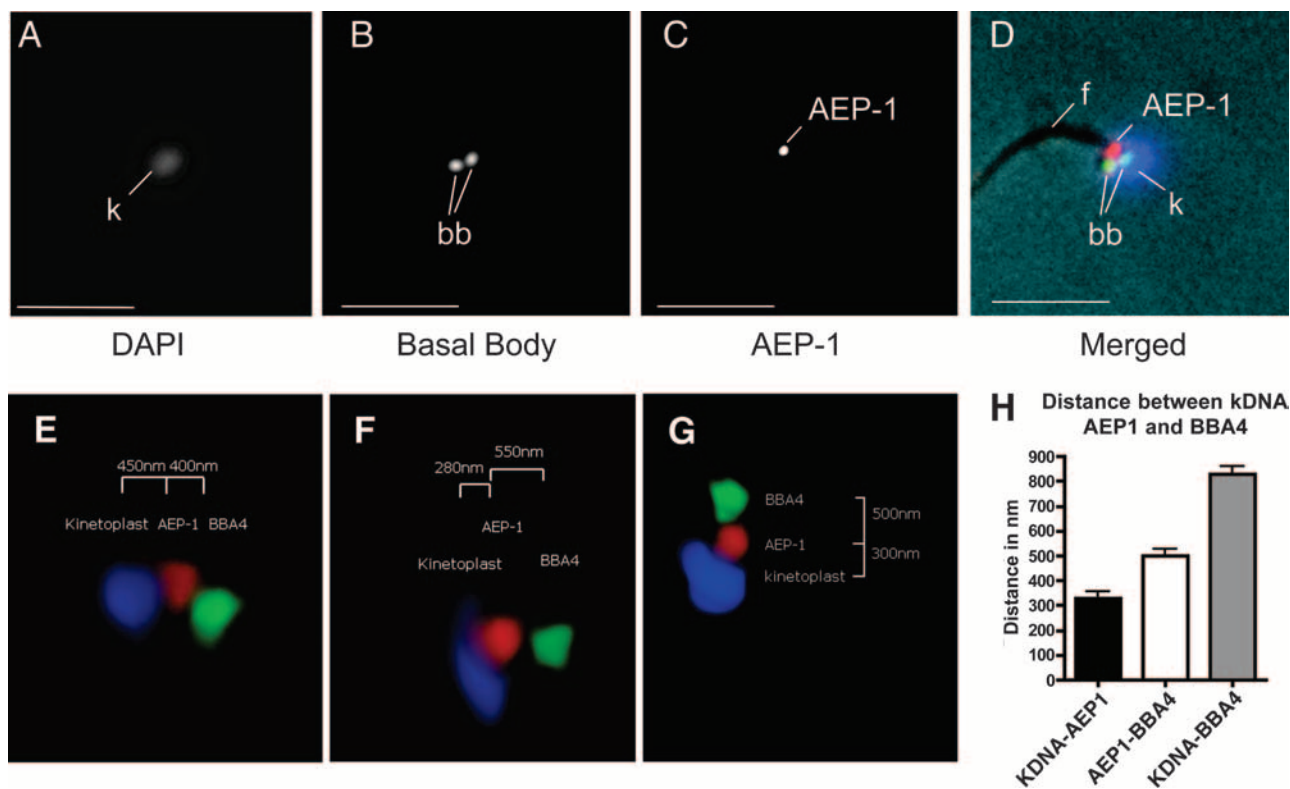 A
k
DAPI
B
bb
Basal Body
C
AEP-1
AEP-1
D
f
AEP-1
bb
k
Merged
E
450nm 400nm
Kinetoplast AEP-1 BBA4
F
550nm
280nm
AEP-1
Kinetoplast BBA4
G
BBA4
500nm
AEP-1
300nm
kinetoplast
H
Distance between kDNA,
AEP1 and BBA4
Distance in nm
900
800
700
600
500
400
300
200
100
0
KDNA-AEP1
AEP1-BBA4
KDNA-BBA4